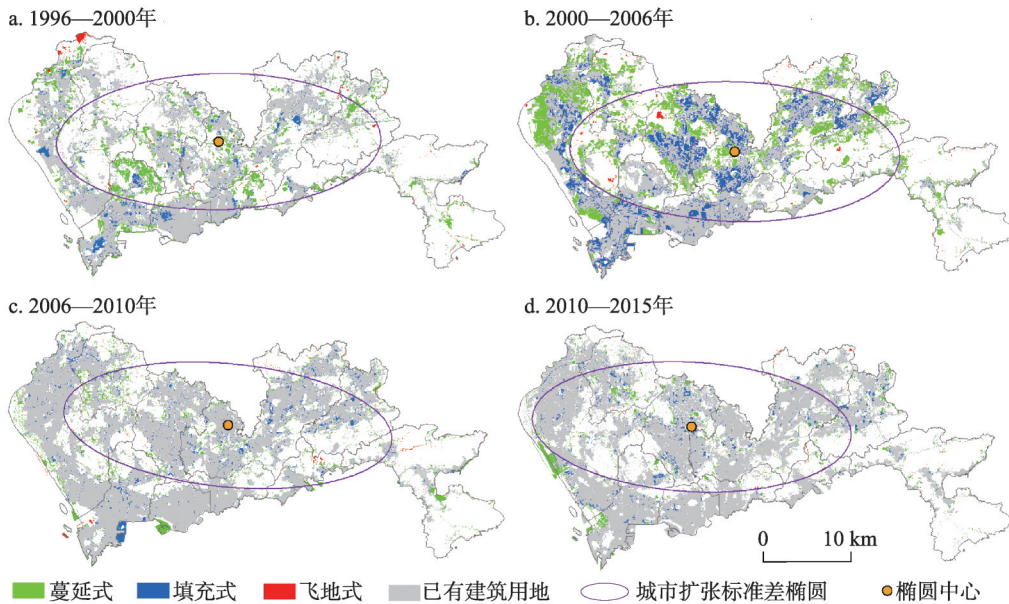 a. 1996—2000年
b. 2000—2006年
c. 2006—2010年
d. 2010—2015年
0 10 km
蔓延式 填充式 飞地式 已有建筑用地 城市扩张标准差椭圆 椭圆中心